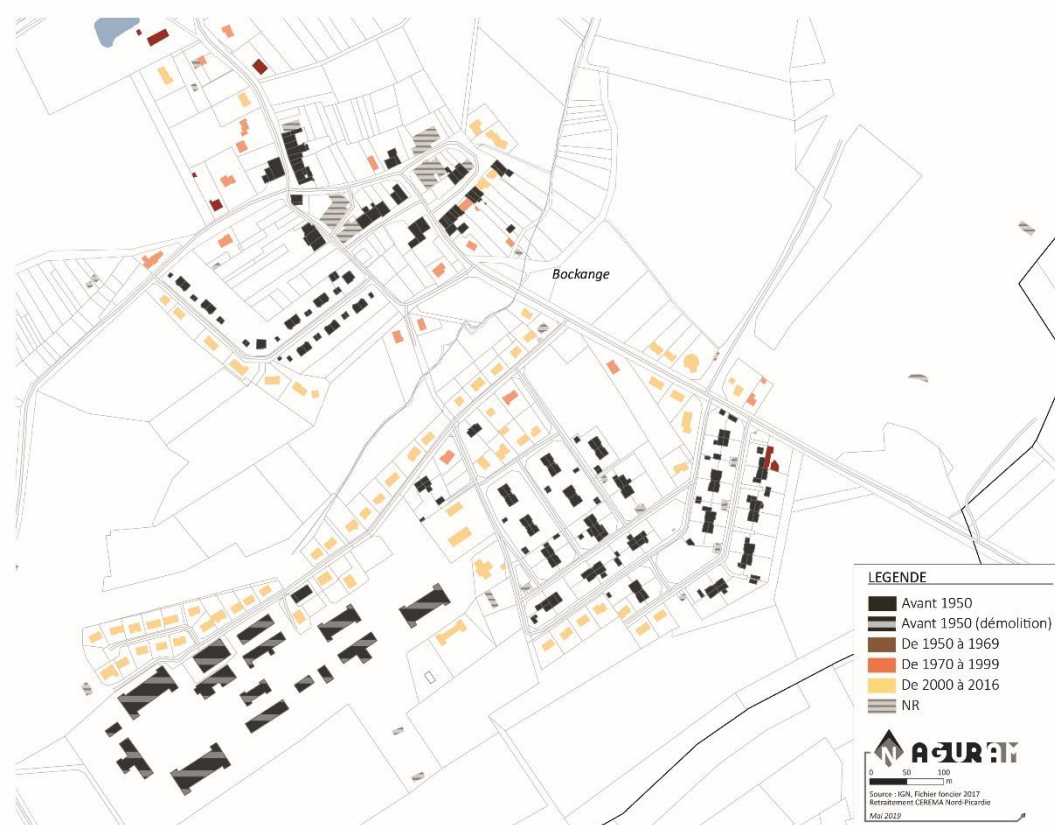 Bockange
LEGENDE
Avant 1950
Avant 1950 (démolition)
De 1950 à 1969
De 1970 à 1999
De 2000 à 2016
NR
N AGURAM
0 50 100
m
Source : IGN, Fichier foncier 2017
Retraitement CEREMA Nord-Picardie
Mai 2019